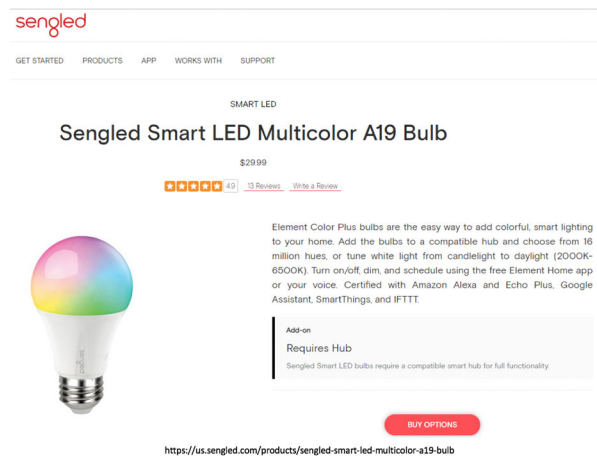 sengled
GET STARTED PRODUCTS APP WORKS WITH SUPPORT
SMART LED
Sengled Smart LED Multicolor A19 Bulb
$29.99
4.9 13 Reviews Write a Review
Element Color Plus bulbs are the easy way to add colorful, smart lighting
to your home. Add the bulbs to a compatible hub and choose from 16
million hues, or tune white light from candlelight to daylight (2000K-
6500K). Turn on/off, dim, and schedule using the free Element Home app
or your voice. Certified with Amazon Alexa and Echo Plus, Google
Assistant, SmartThings, and IFTTT.
Add-on
Requires Hub
Sengled Smart LED bulbs require a compatible smart hub for full functionality.
sengled
BUY OPTIONS
https://us.sengled.com/products/sengled-smart-led-multicolor-a19-bulb